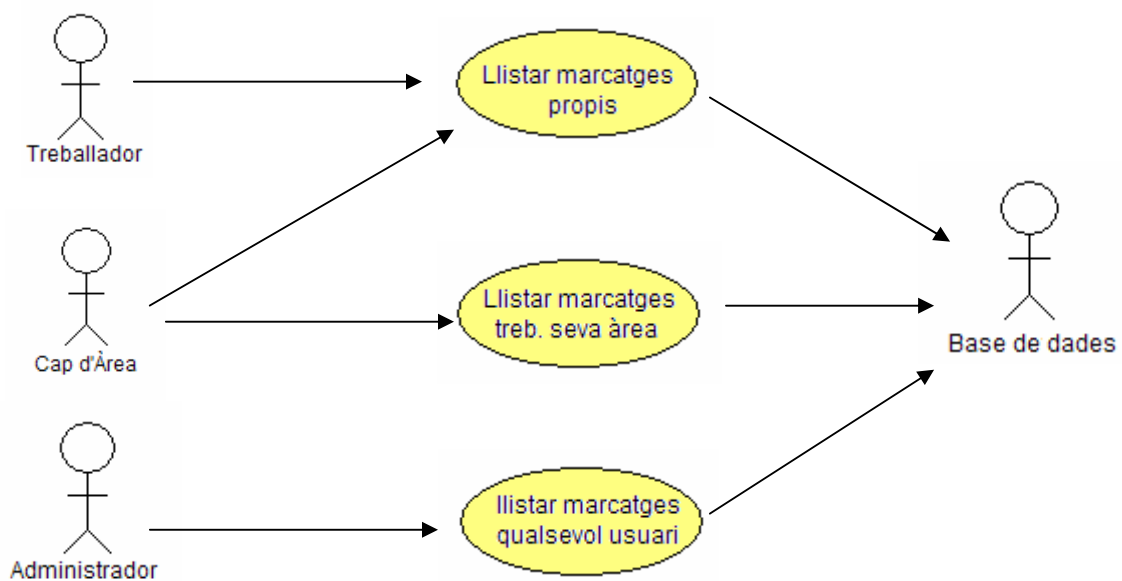 Treballador
Llistar marcatges
propis
Cap d'Àrea
Llistar marcatges
treb. seva àrea
Base de dades
Administrador
llistar marcatges
qualsevol usuari